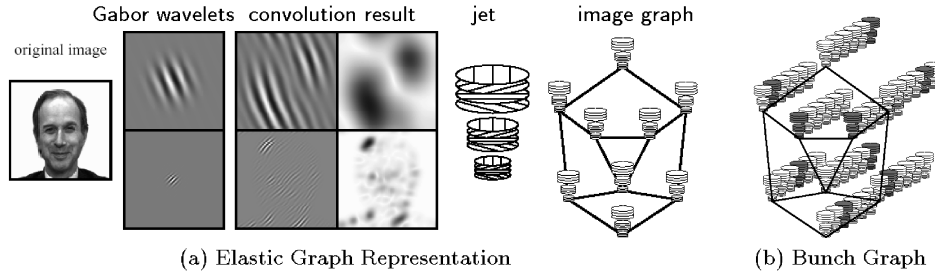 Gabor wavelets convolution result jet image graph
original image
(a) Elastic Graph Representation (b) Bunch Graph